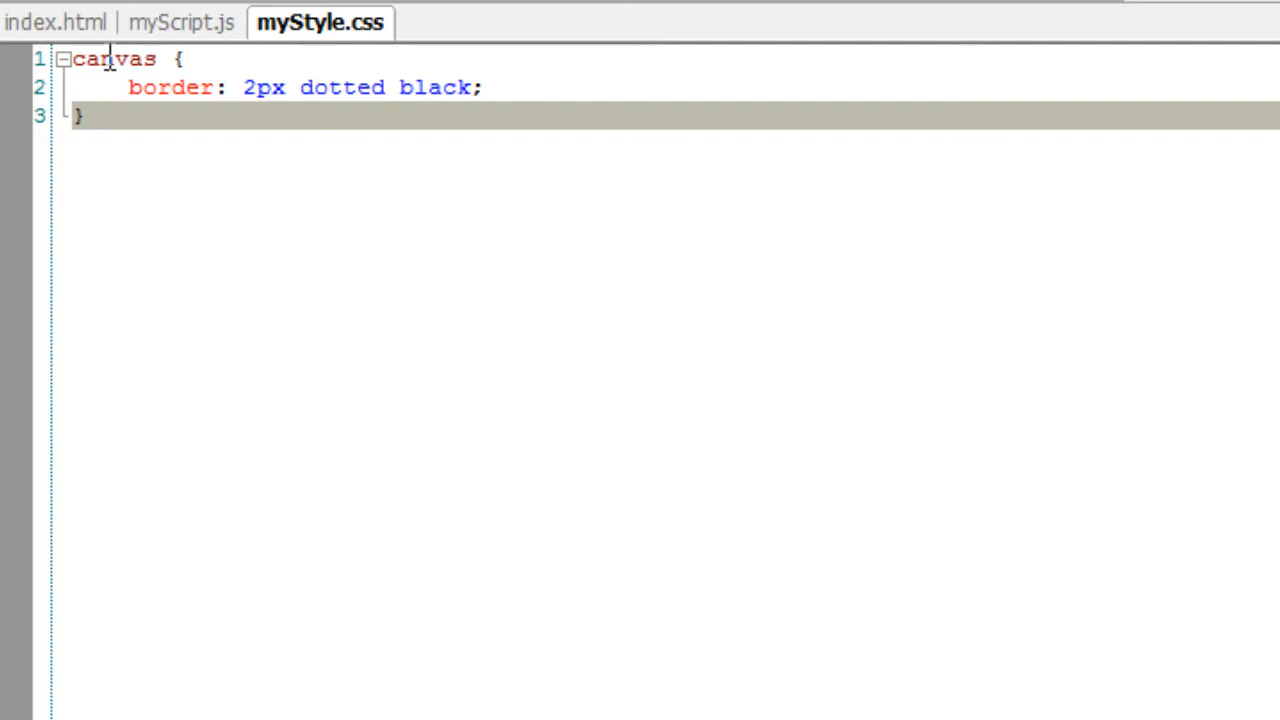 index.html | myScript.js myStyle.css
1 canvas {
2 border: 2px dotted black;
3 }